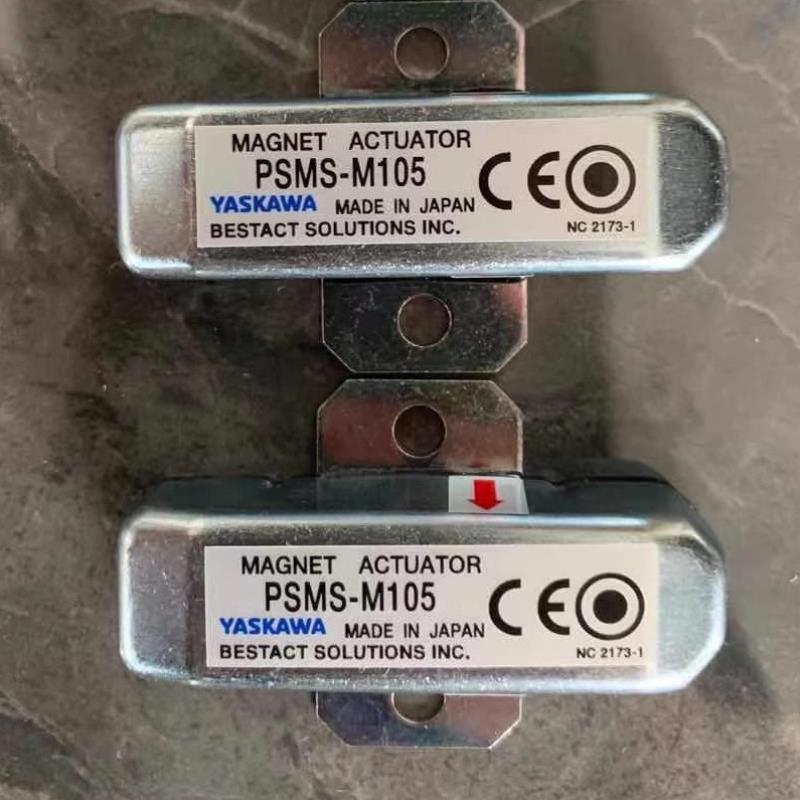 MAGNET ACTUATOR
PSMS-M105
YASKAWA MADE IN JAPAN
BESTACT SOLUTIONS INC.
CE
NC 2173-1
MAGNET ACTUATOR
PSMS-M105
YASKAWA MADE IN JAPAN
BESTACT SOLUTIONS INC.
CE
NC 2173-1